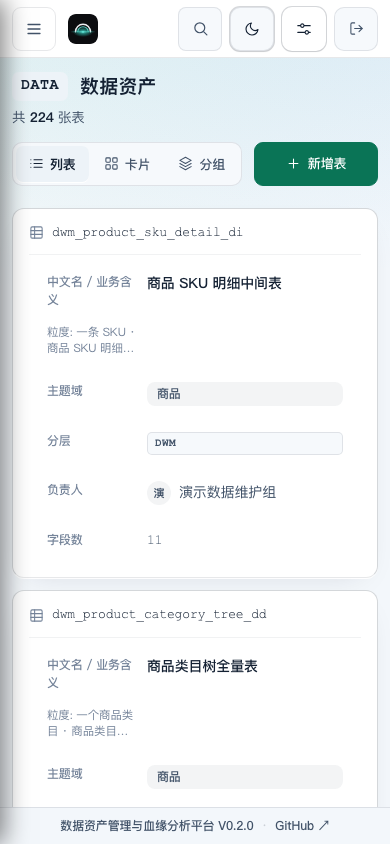 DATA 数据资产
共 224 张表
列表 卡片 分组 新增表
dwm_product_sku_detail_di
中文名 / 业务含义 商品 SKU 明细中间表
粒度: 一条 SKU ·
商品 SKU 明细...
主题域 商品
分层 DWM
负责人 演 演示数据维护组
字段数 11
dwm_product_category_tree_dd
中文名 / 业务含义 商品类目树全量表
粒度: 一个商品类
目 · 商品类目...
主题域 商品
数据资产管理与血缘分析平台 V0.2.0 · GitHub ↗